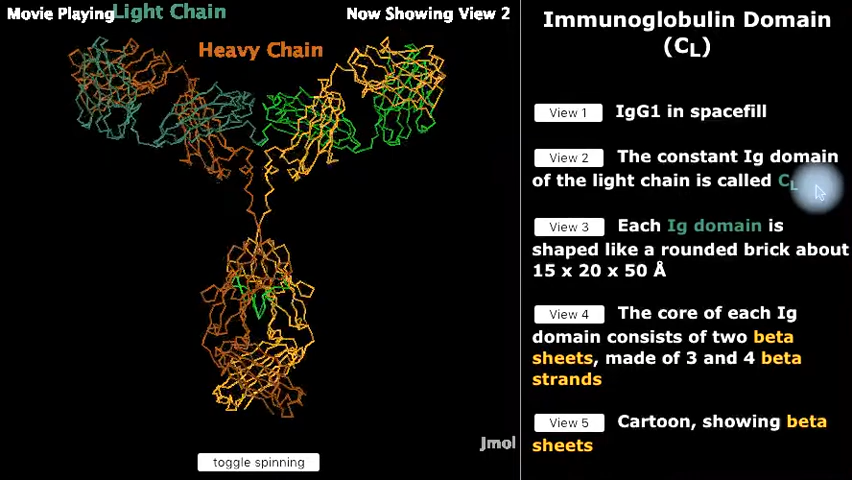 Movie Playing
Light Chain
Now Showing View 2
Heavy Chain
Jmol
toggle spinning
Immunoglobulin Domain
(CL)
View 1 IgG1 in spacefill
View 2 The constant Ig domain
of the light chain is called CL
View 3 Each Ig domain is
shaped like a rounded brick about
15 x 20 x 50 Å
View 4 The core of each Ig
domain consists of two beta
sheets, made of 3 and 4 beta
strands
View 5 Cartoon, showing beta
sheets